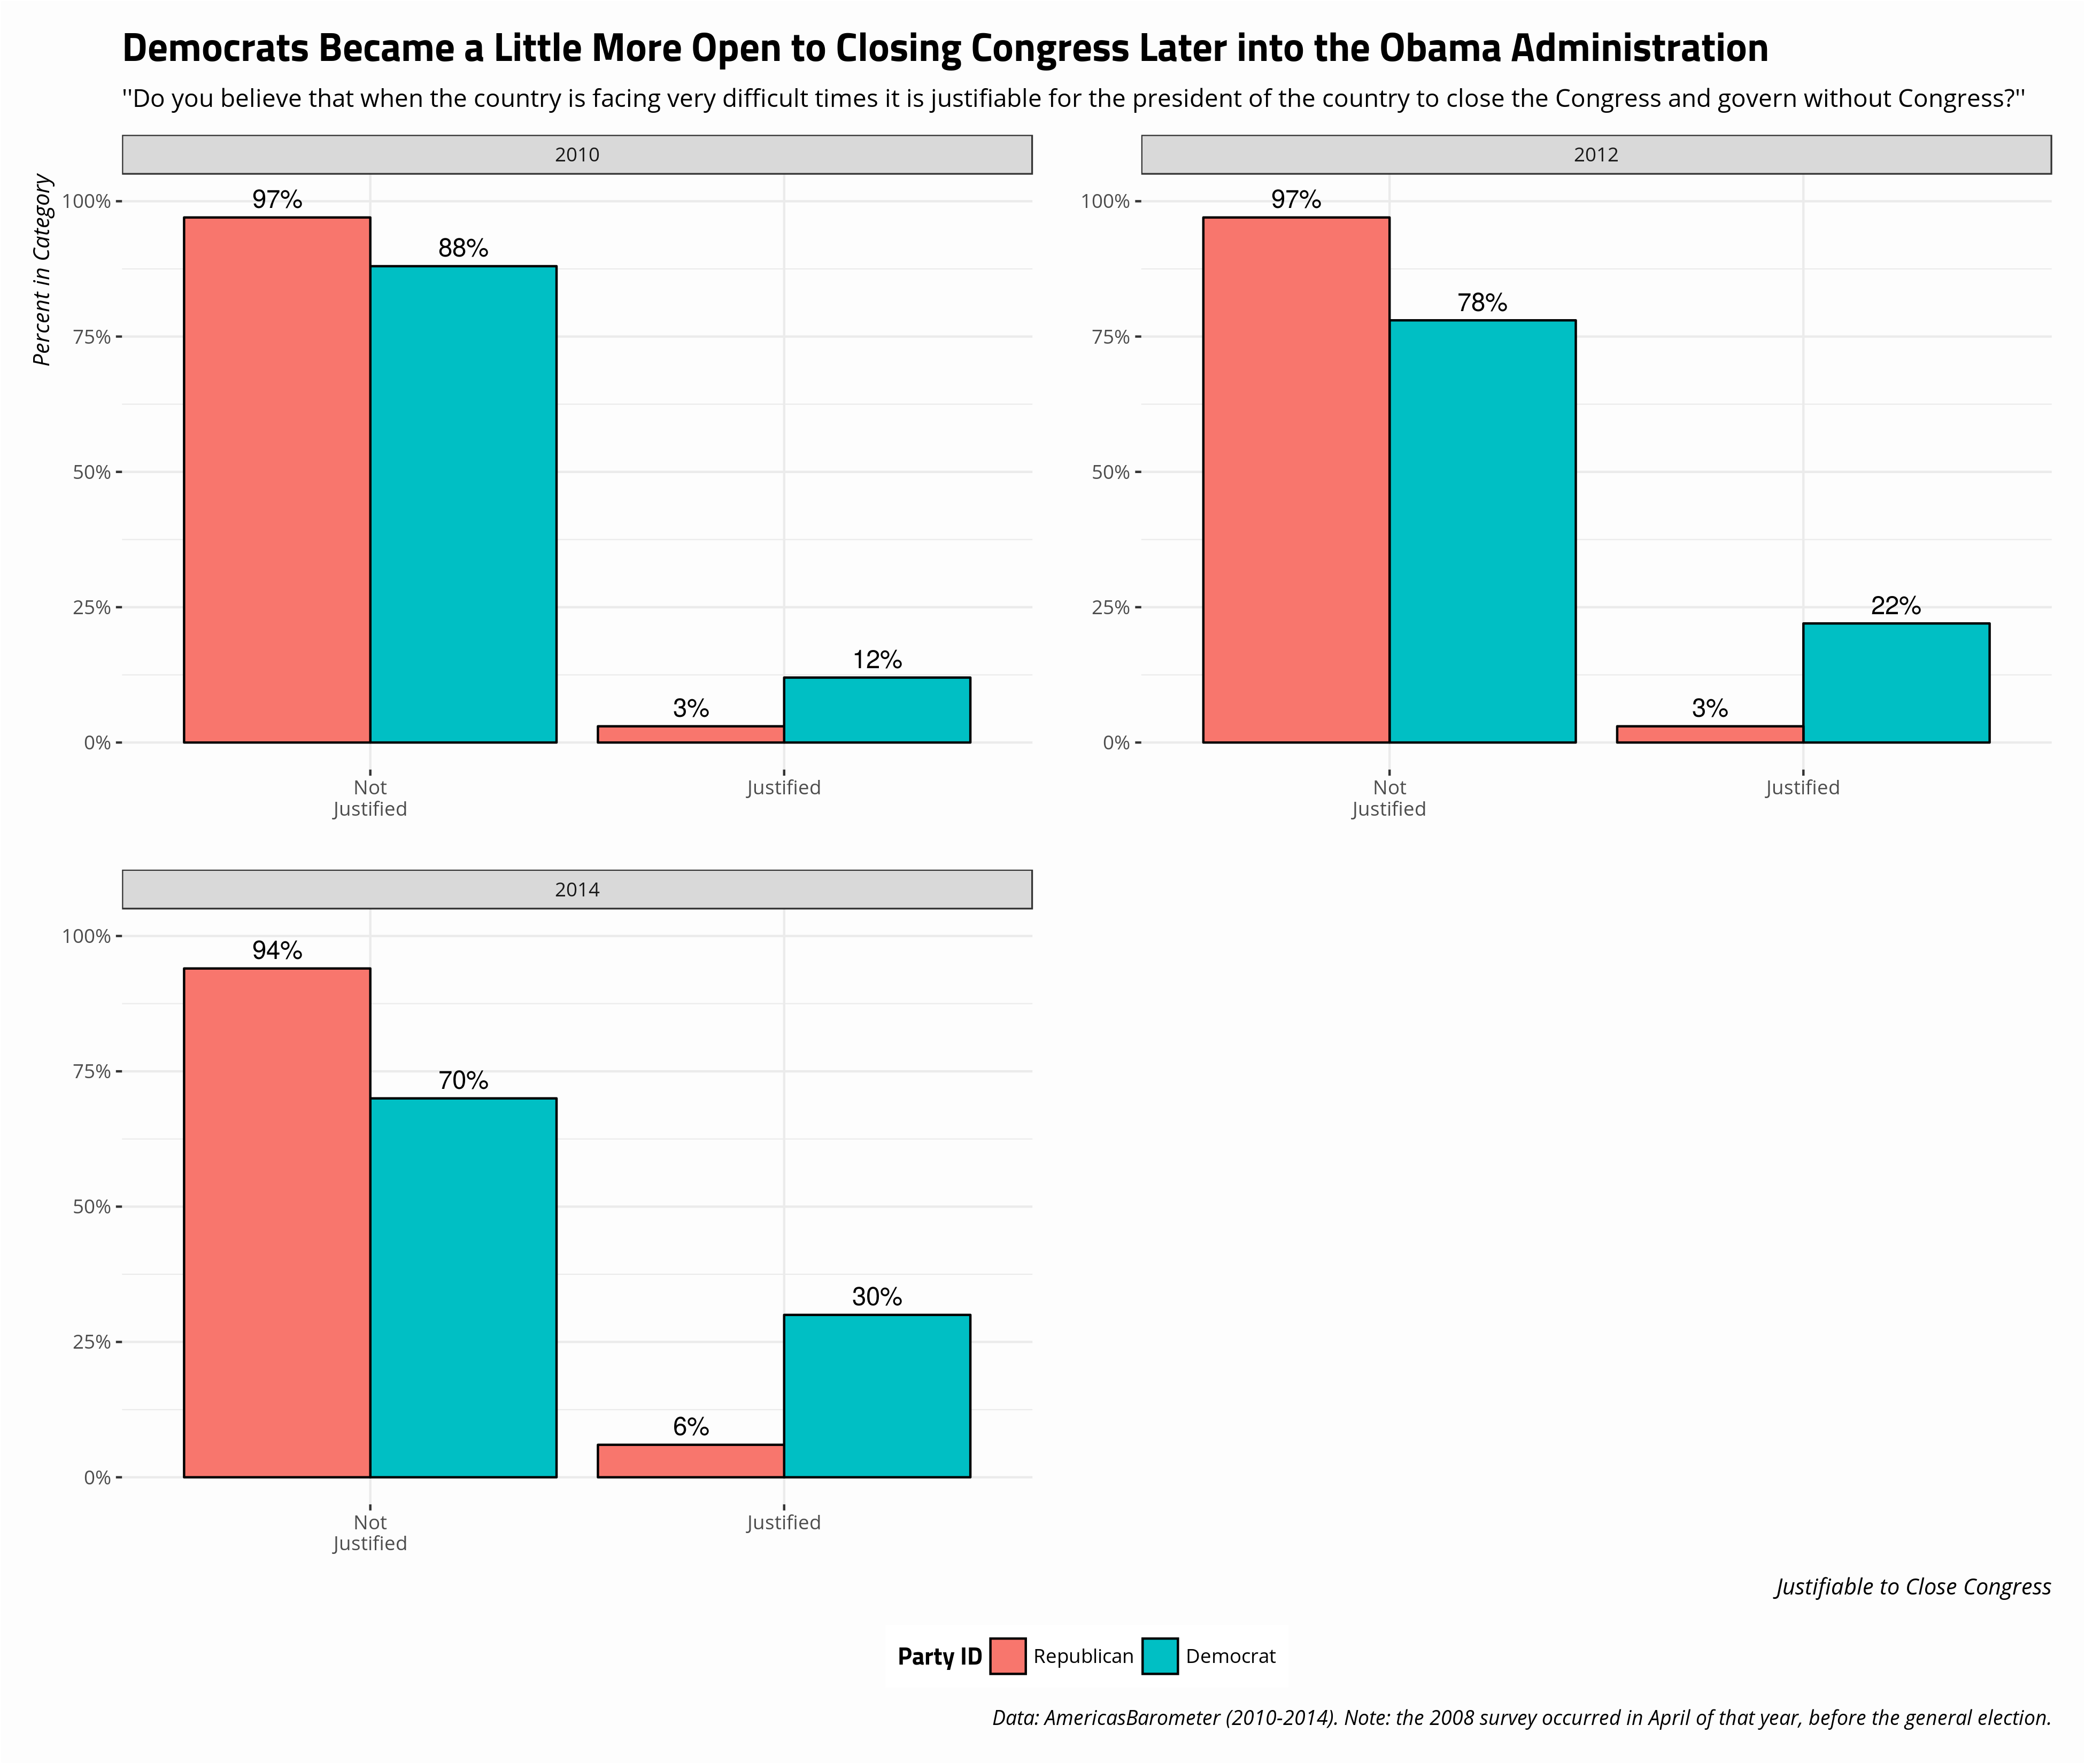 Democrats Became a Little More Open to Closing Congress Later into the Obama Administration
"Do you believe that when the country is facing very difficult times it is justifiable for the president of the country to close the Congress and govern without Congress?"
Percent in Category
2010
100%
75%
50%
25%
0%
97%
88%
3%
12%
Not
Justified
Justified
2012
100%
75%
50%
25%
0%
97%
78%
3%
22%
Not
Justified
Justified
2014
100%
75%
50%
25%
0%
94%
70%
6%
30%
Not
Justified
Justified
Justifiable to Close Congress
Party ID Republican Democrat
Data: AmericasBarometer (2010-2014). Note: the 2008 survey occurred in April of that year, before the general election.